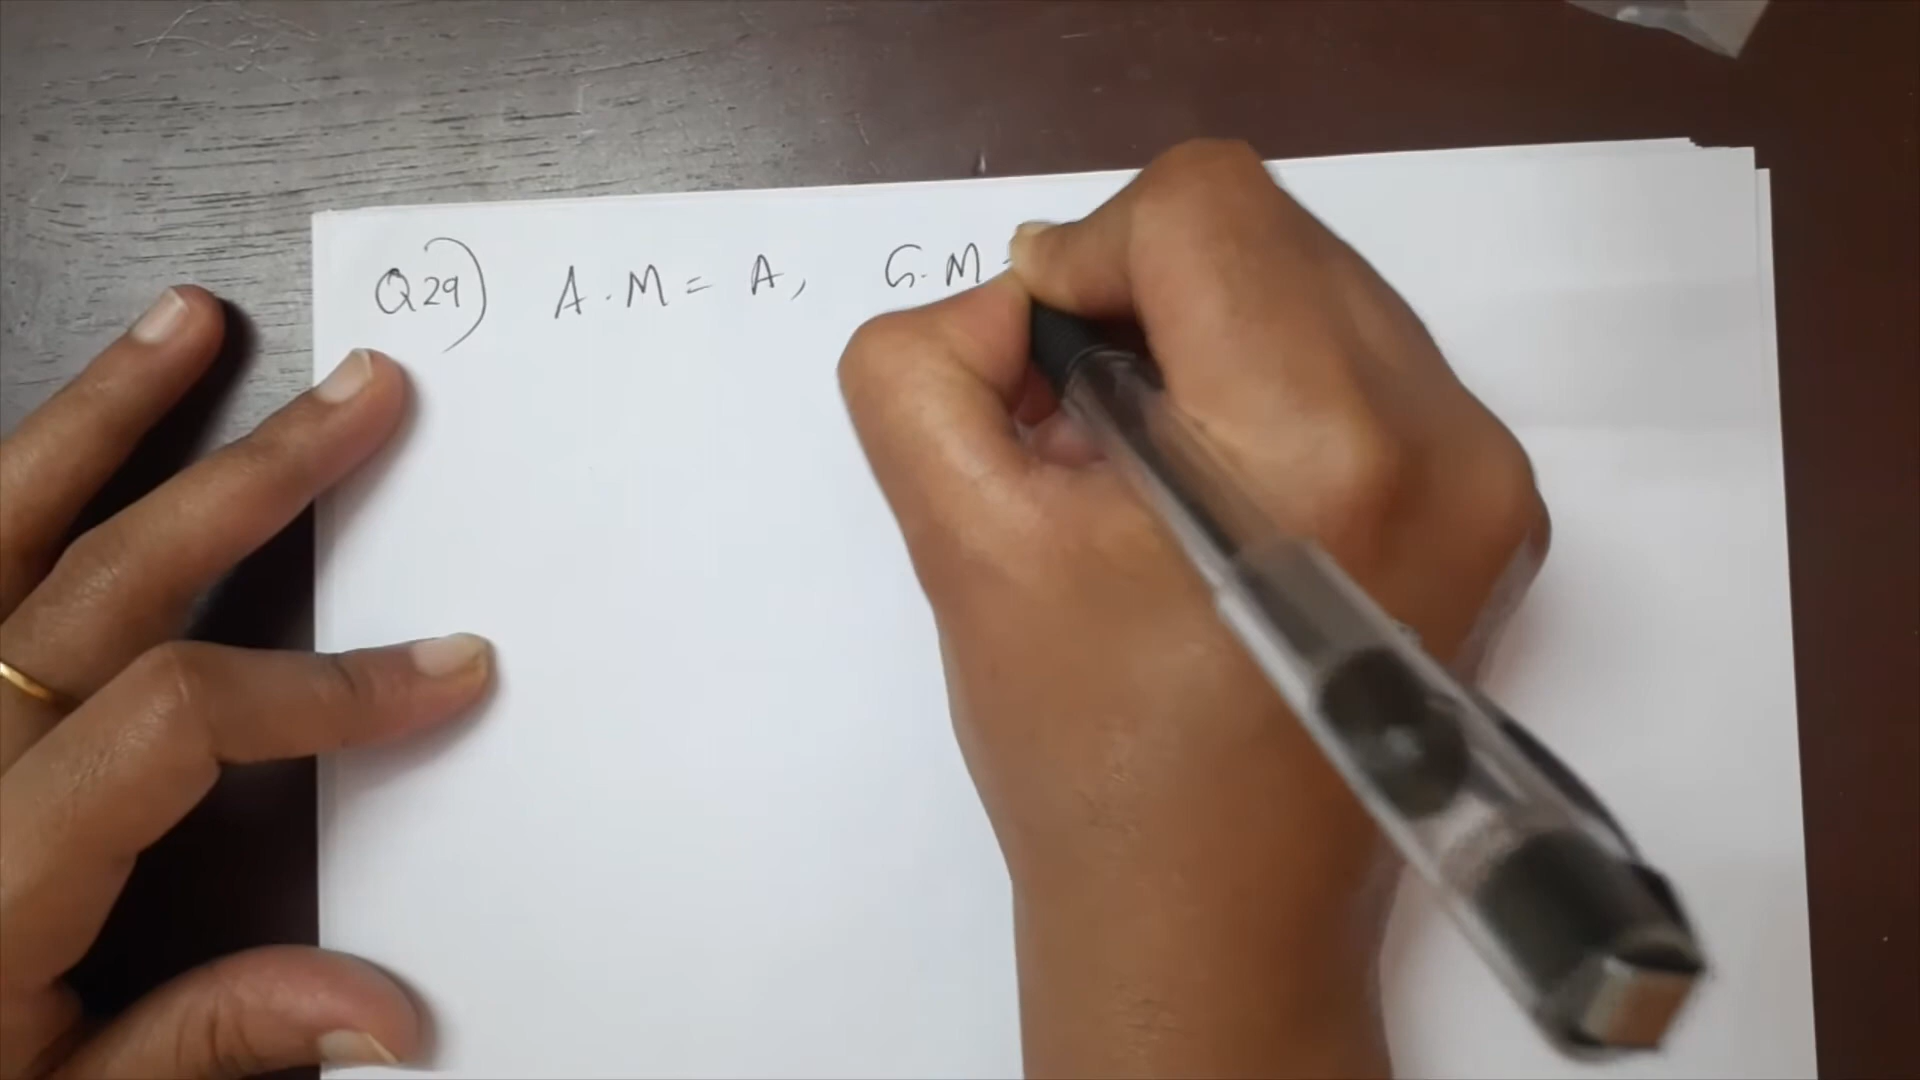 Q29) A.M = A, G.M =